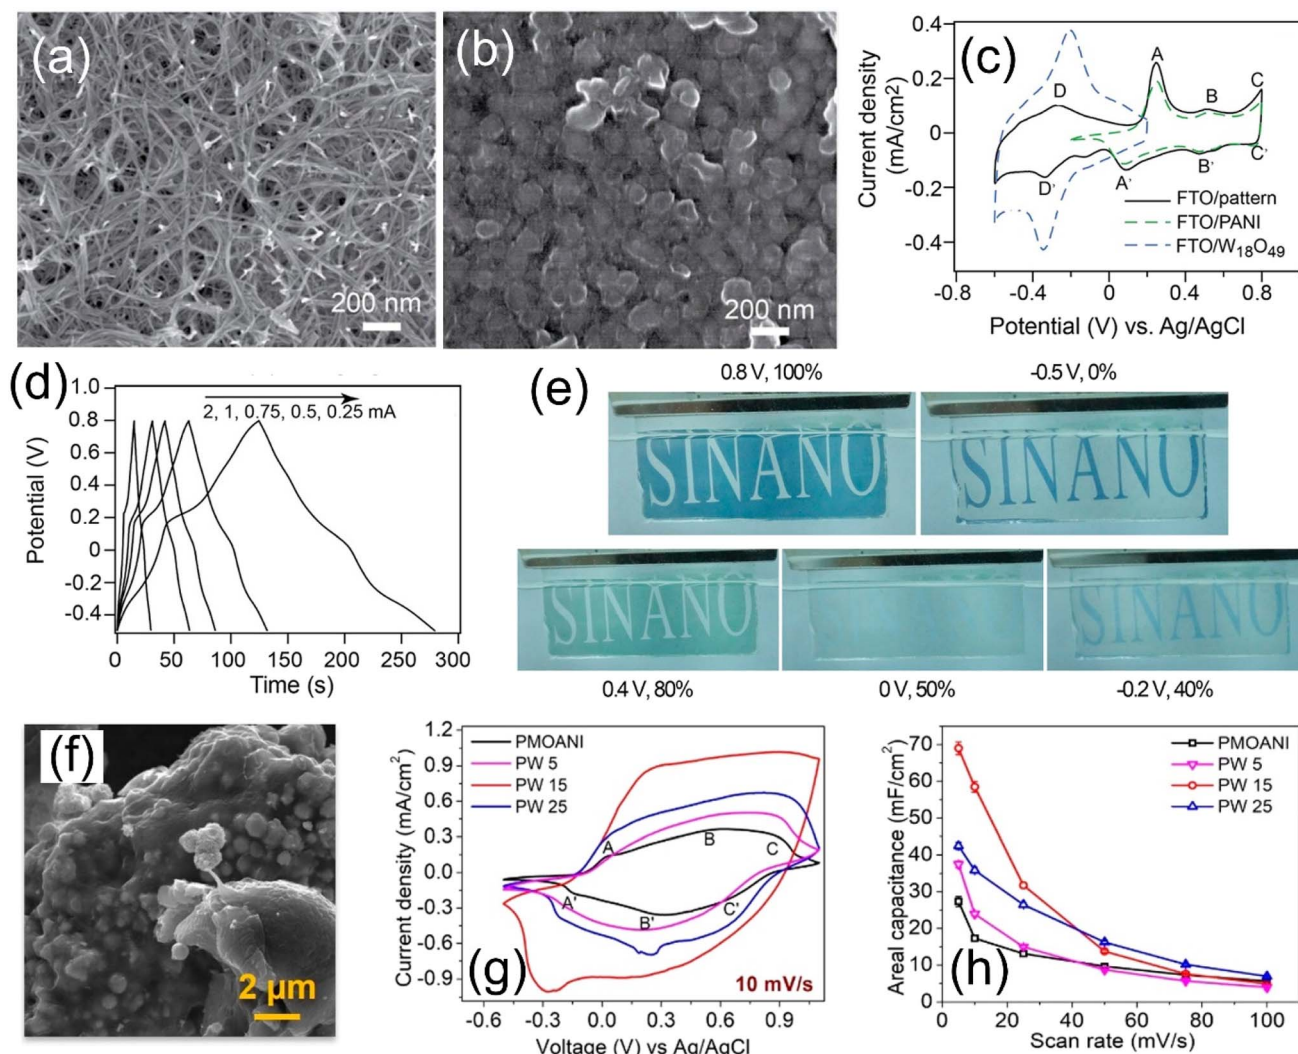 (a)
200 nm
(b)
200 nm
(c)
Current density
(mA/cm2)
0.4
0.2
0
-0.2
-0.4
A
B
C
D
D'
A'
B'
C'
FTO/pattern
FTO/PANI
FTO/W₁₈O₄₉
-0.8
-0.4
0
0.4
0.8
Potential (V) vs. Ag/AgCl
(d)
Potential (V)
1.0
0.8
0.6
0.4
0.2
0
-0.2
-0.4
2, 1, 0.75, 0.5, 0.25 mA
0 50 100 150 200 250 300
Time (s)
(e)
0.8 V, 100%
-0.5 V, 0%
SINANO
SINANO
SINANO
SINANO
0.4 V, 80%
0 V, 50%
-0.2 V, 40%
(f)
2 μm
Current density (mA/cm²)
1.2
0.9
0.6
0.3
0.0
-0.3
-0.6
-0.9
PMOANI
PW 5
PW 15
PW 25
A
B
C
A'
B'
C'
(g)
10 mV/s
-0.6 -0.3 0.0 0.3 0.6 0.9
Voltage (V) vs Ag/AgCl
Areal capacitance (mF/cm²)
70
60
50
40
30
20
10
0
PMOANI
PW 5
PW 15
PW 25
(h)
0 20 40 60 80 100
Scan rate (mV/s)